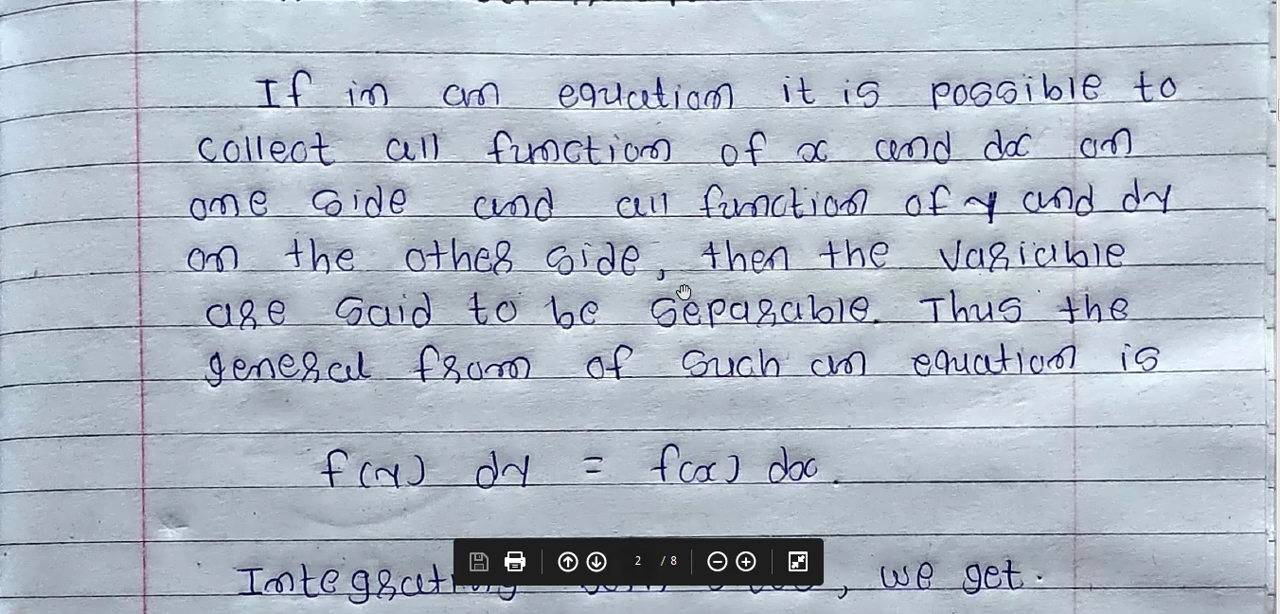 If in an equation it is possible to
collect all function of x and dx on
one side and all function of y and dy
on the other side, then the variable
are said to be separable. Thus the
general from of such an equation is
f(y) dy = f(x) dx.
2 / 8
Integrating , we get.